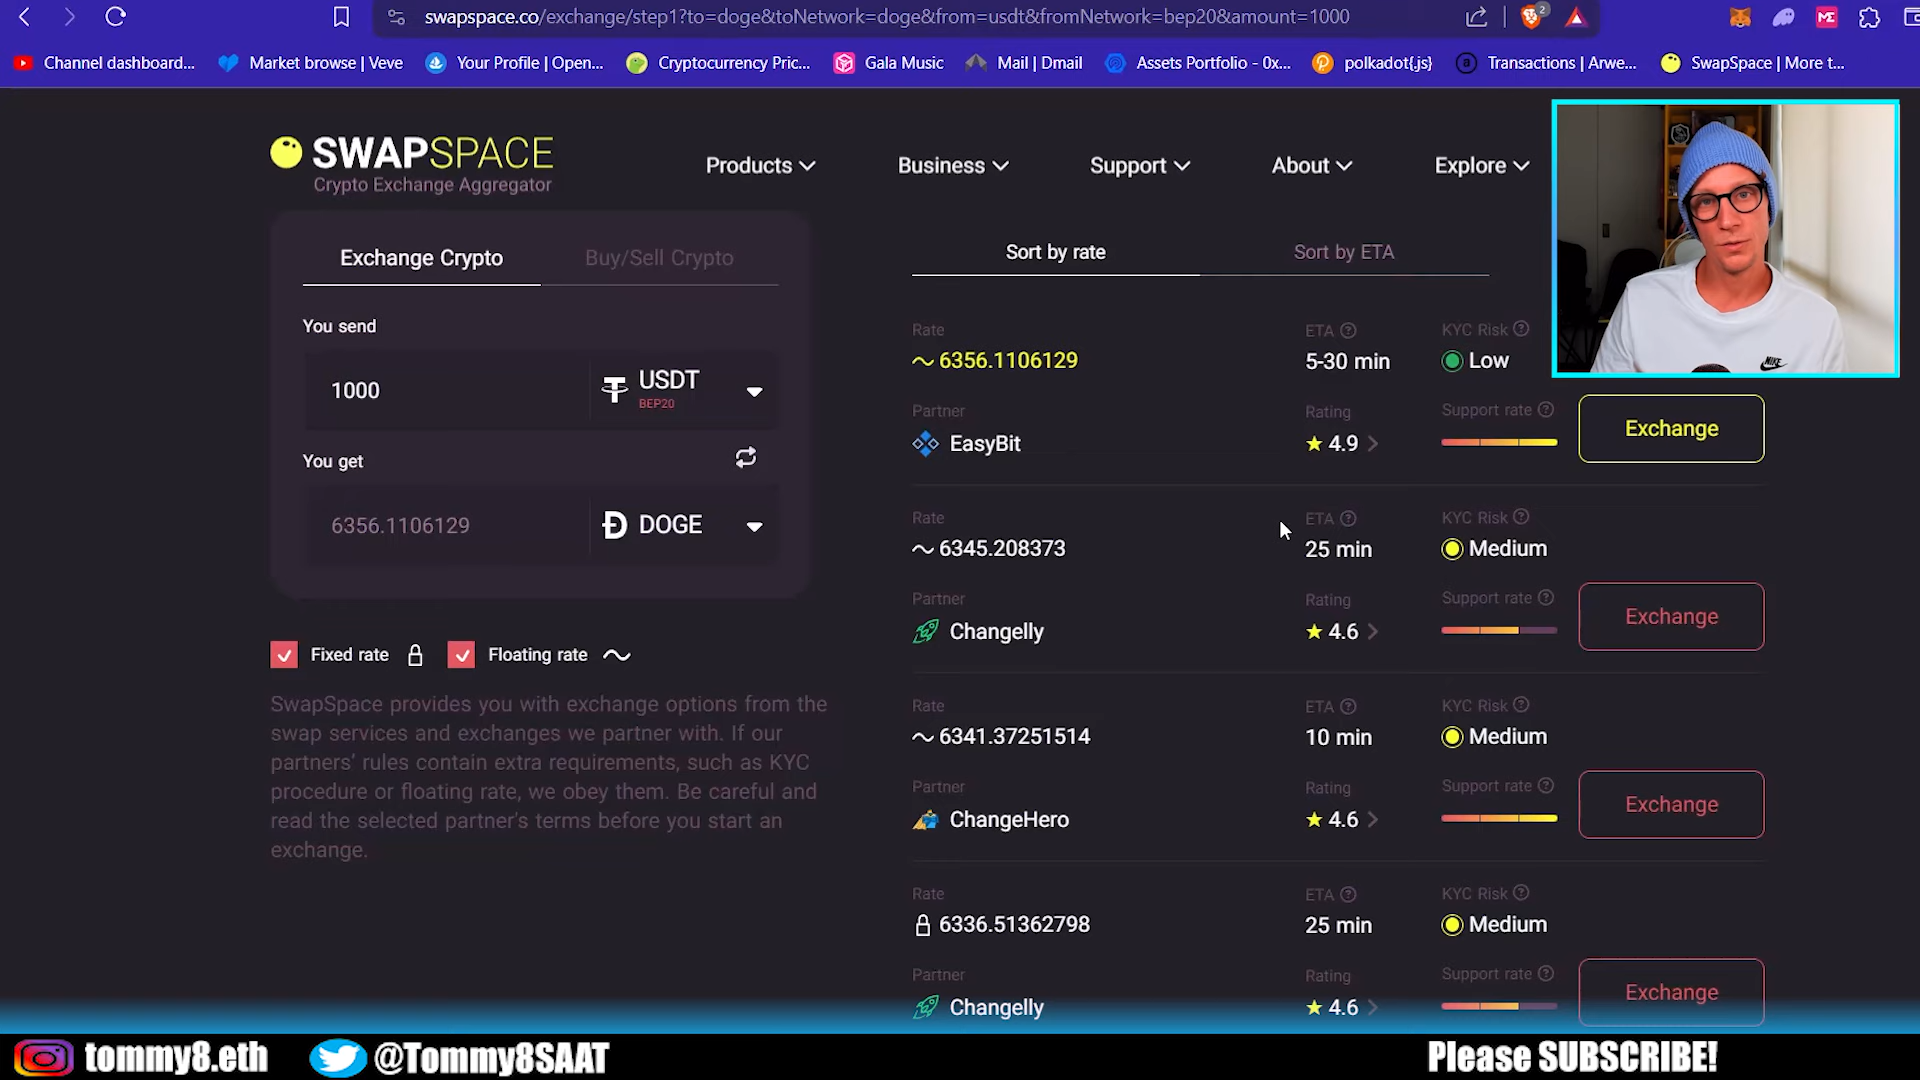 swapspace.co/exchange/step1?to=doge&toNetwork=doge&from=usdt&fromNetwork=bep20&amount=1000
2
Channel dashboard...
Market browse | Veve
Your Profile | Open...
Cryptocurrency Pric...
Gala Music
Mail | Dmail
Assets Portfolio - 0x...
polkadot{.js}
Transactions | Arwe...
SwapSpace | More t...
SWAPSPACE
Crypto Exchange Aggregator
Products
Business
Support
About
Explore
Exchange Crypto
Buy/Sell Crypto
You send
1000
USDT
BEP20
You get
6356.1106129
DOGE
Fixed rate
Floating rate
SwapSpace provides you with exchange options from the
swap services and exchanges we partner with. If our
partners' rules contain extra requirements, such as KYC
procedure or floating rate, we obey them. Be careful and
read the selected partner's terms before you start an
exchange.
Sort by rate
Sort by ETA
Rate
6356.1106129
ETA
5-30 min
KYC Risk
Low
Partner
EasyBit
Rating
4.9
Support rate
Exchange
Rate
6345.208373
ETA
25 min
KYC Risk
Medium
Partner
Changelly
Rating
4.6
Support rate
Exchange
Rate
6341.37251514
ETA
10 min
KYC Risk
Medium
Partner
ChangeHero
Rating
4.6
Support rate
Exchange
Rate
6336.51362798
ETA
25 min
KYC Risk
Medium
Partner
Changelly
Rating
4.6
Support rate
Exchange
tommy8.eth
@Tommy8SAAT
Please SUBSCRIBE!